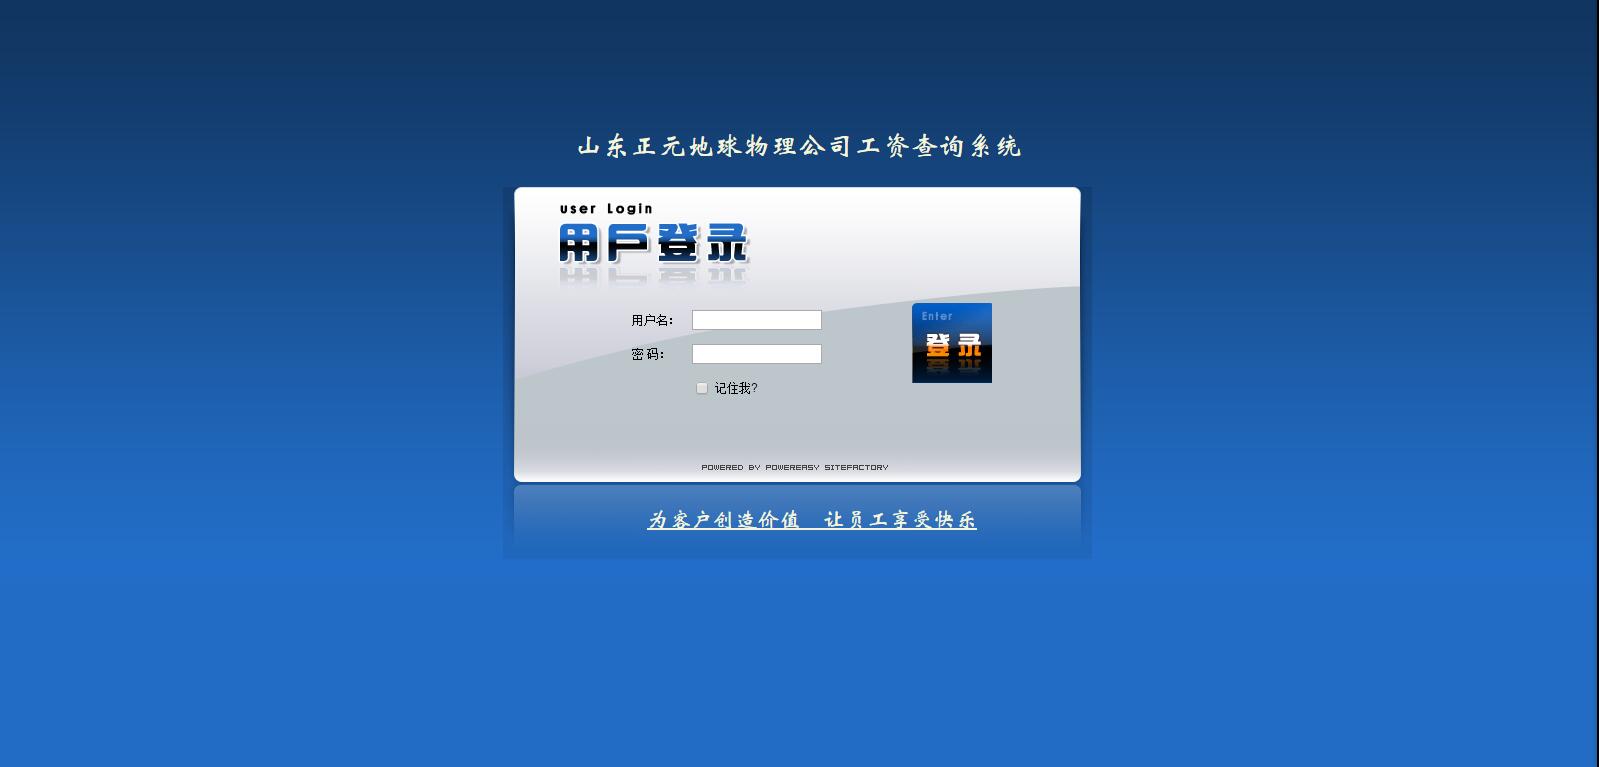 山东正元地球物理公司工资查询系统
user Login
用户登录
用户名:
Enter
登录
密 码:
记住我?
POWERED BY POWEREASY SITEFACTORY
为客户创造价值 让员工享受快乐